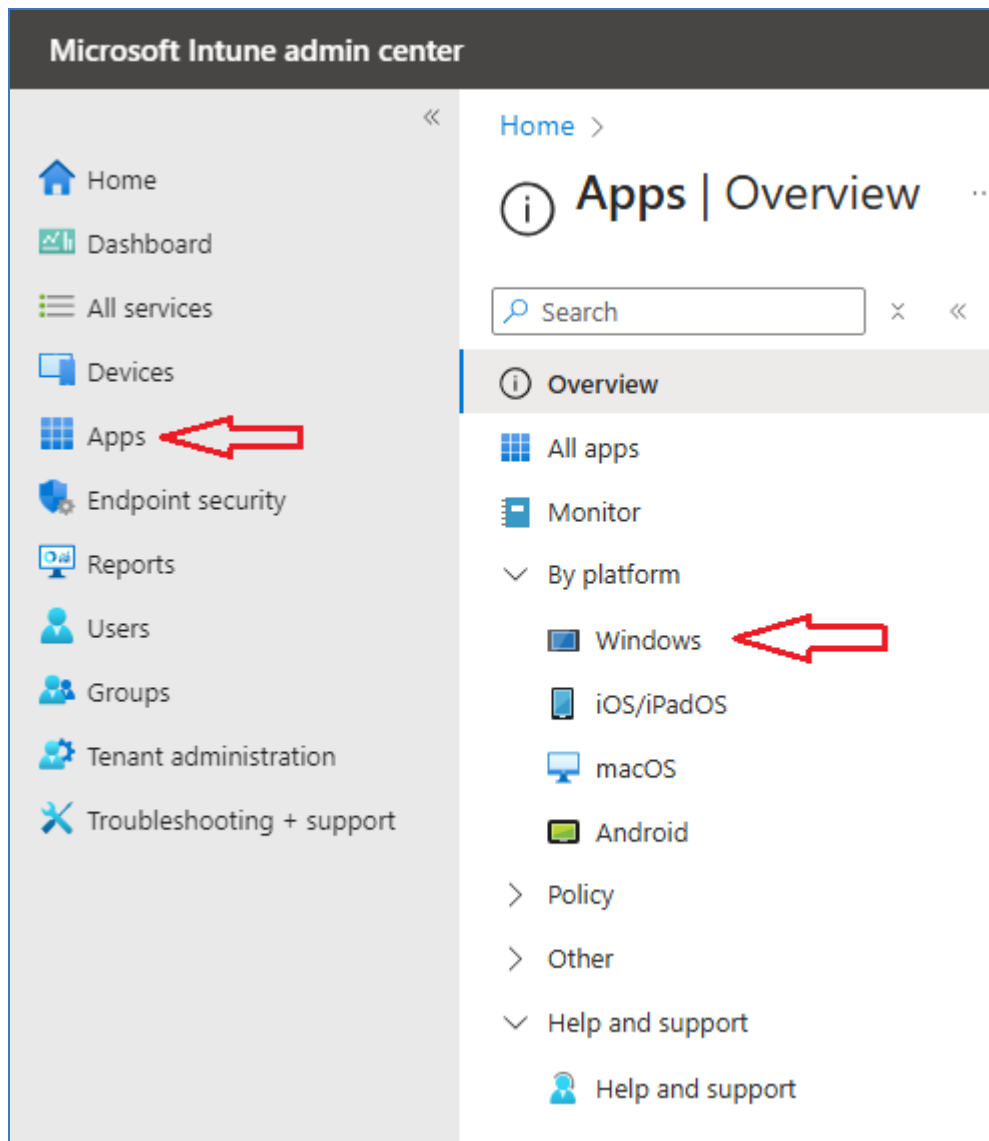 Microsoft Intune admin center
Home
Dashboard
All services
Devices
Apps
Endpoint security
Reports
Users
Groups
Tenant administration
Troubleshooting + support
Home >
Apps | Overview
Search
Overview
All apps
Monitor
By platform
Windows
iOS/iPadOS
macOS
Android
Policy
Other
Help and support
Help and support